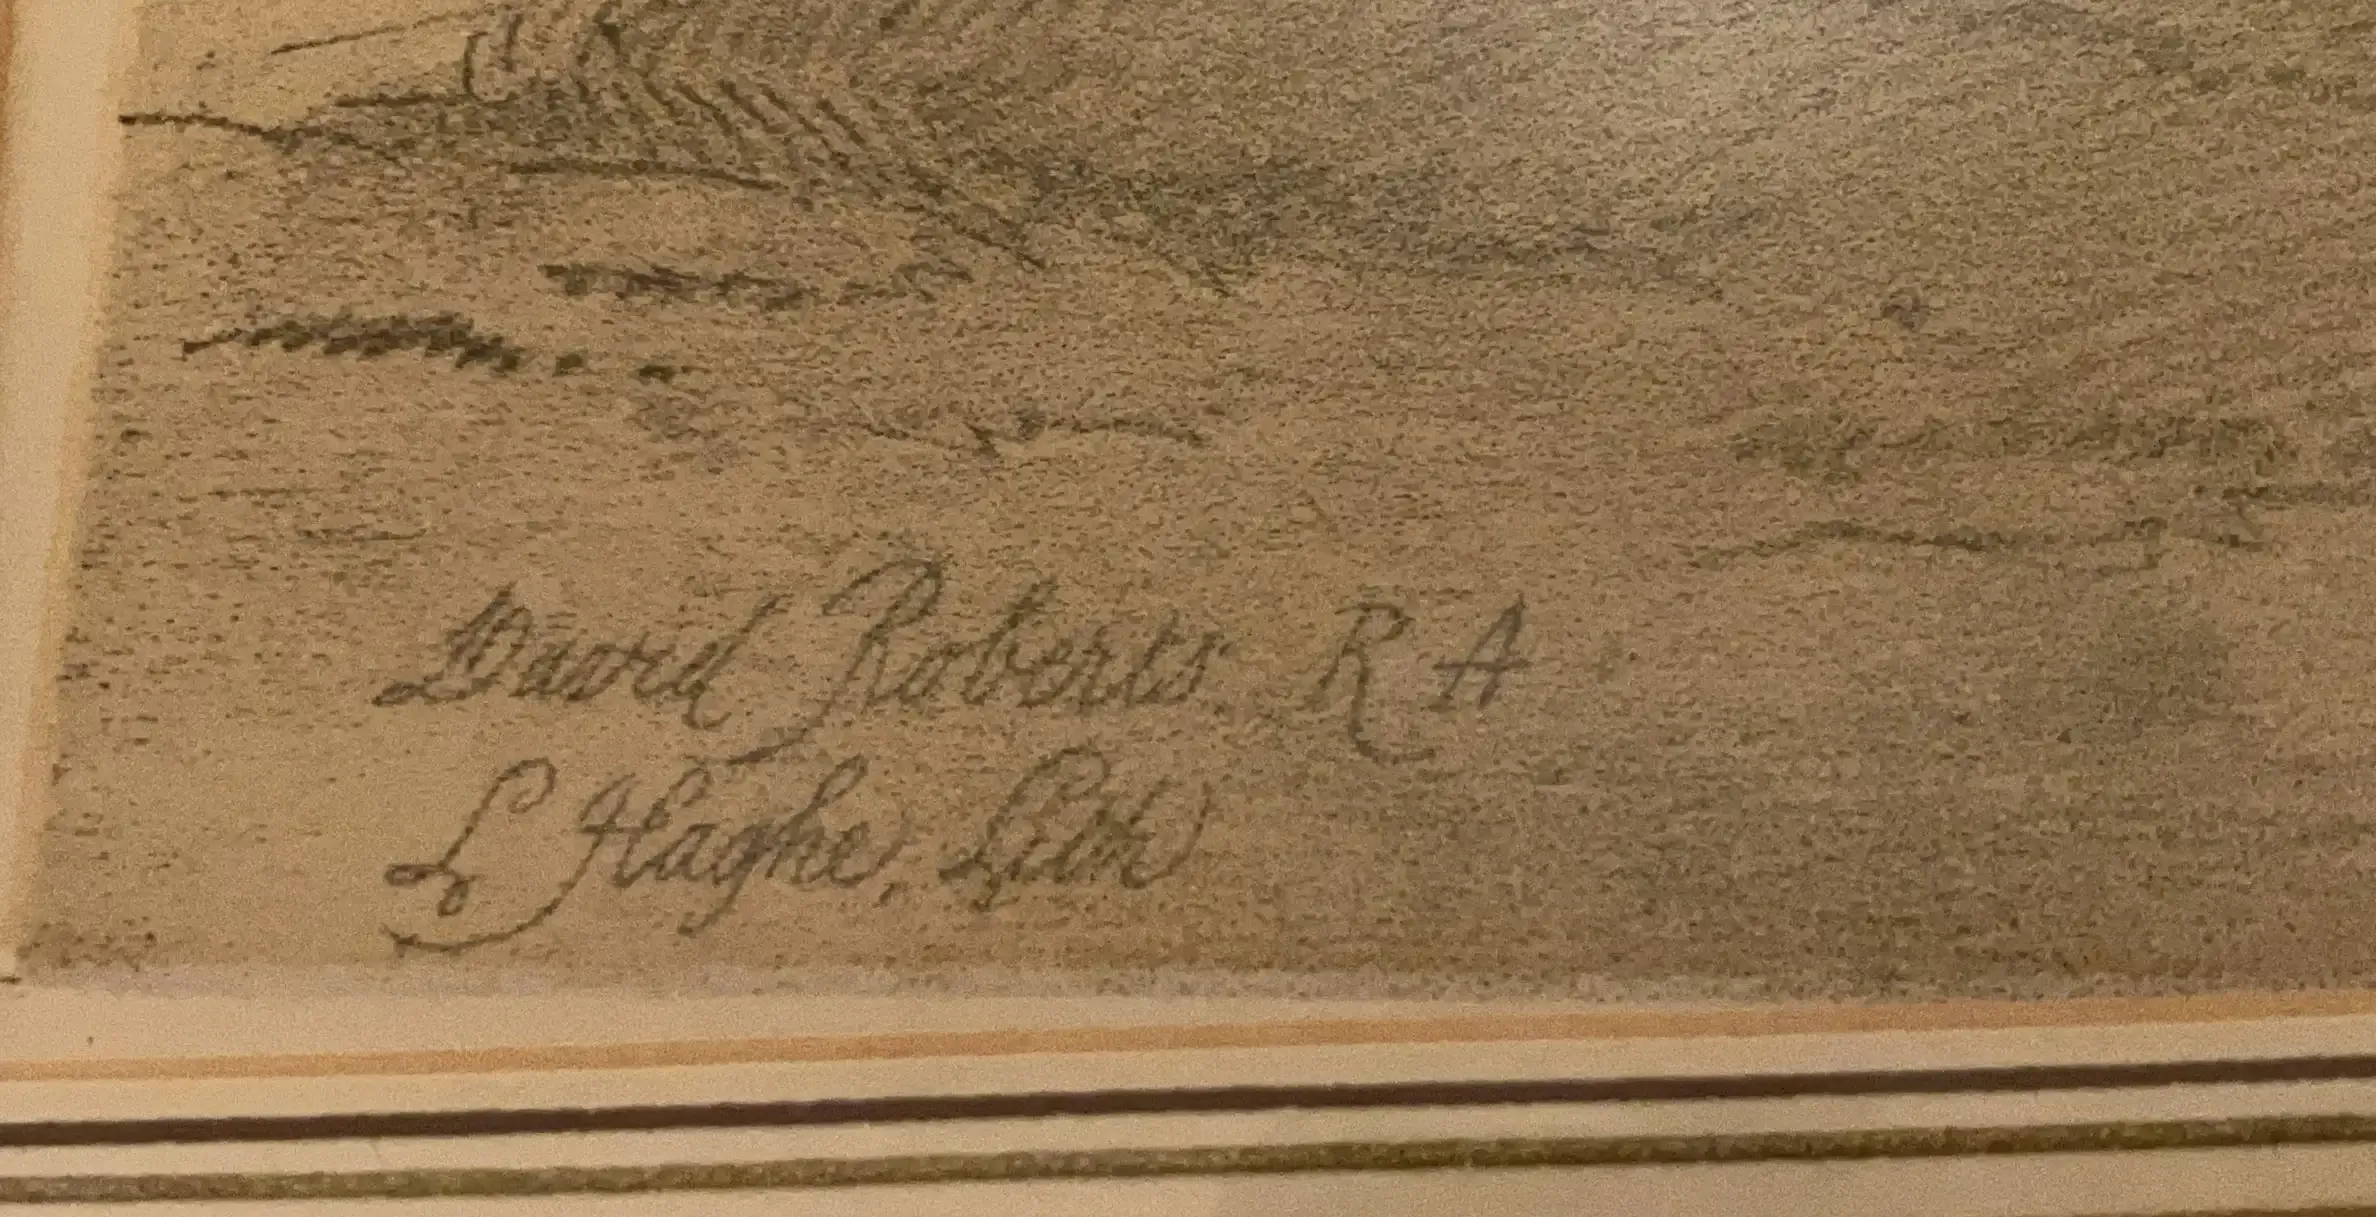 David Roberts. R A
L Haghe, Lith